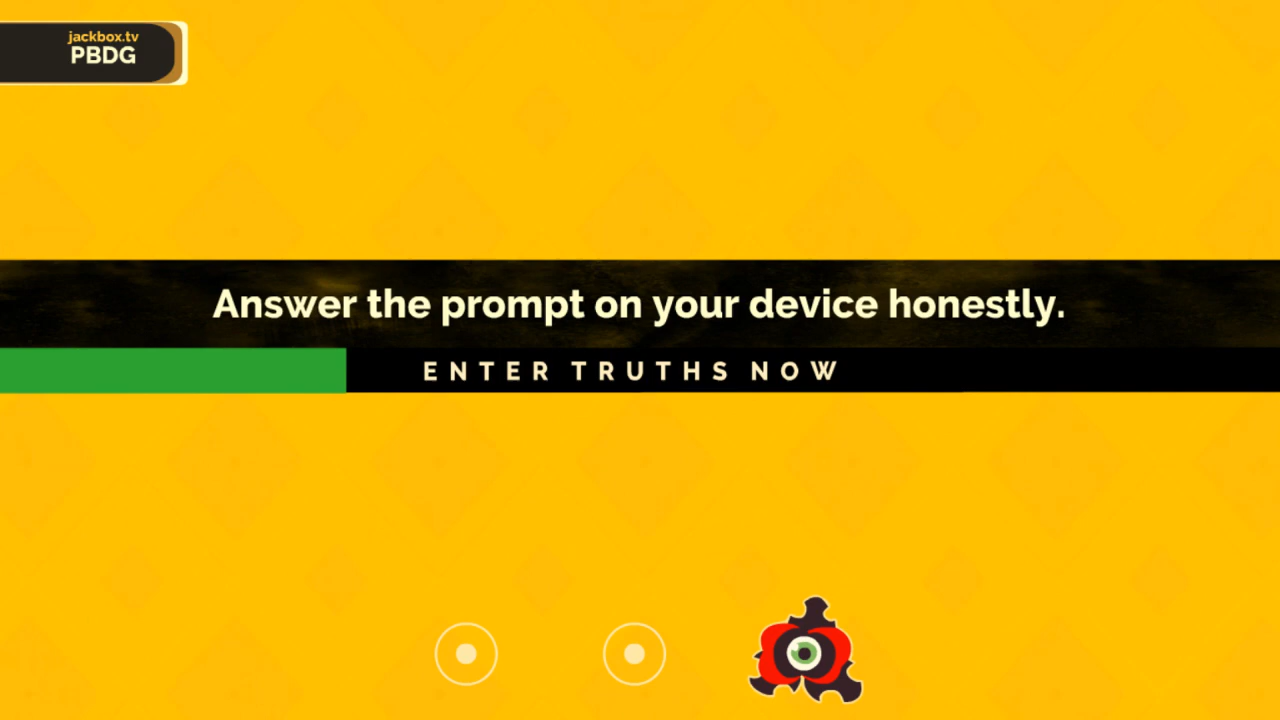 jackbox.tv
PBDG
Answer the prompt on your device honestly.
ENTER TRUTHS NOW